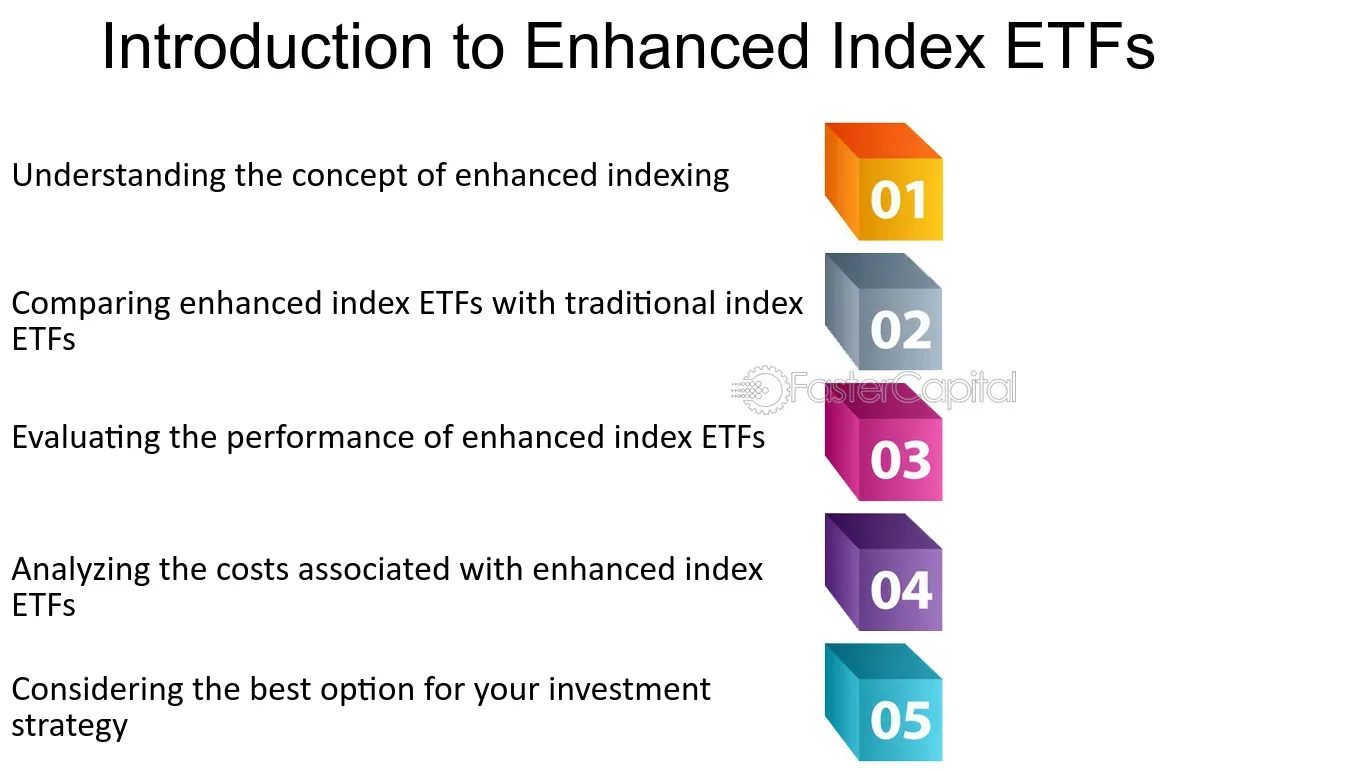 Introduction to Enhanced Index ETFs
Understanding the concept of enhanced indexing
01
Comparing enhanced index ETFs with traditional index
ETFs
02
FasterCapital
Evaluating the performance of enhanced index ETFs
03
Analyzing the costs associated with enhanced index
ETFs
04
Considering the best option for your investment
strategy
05